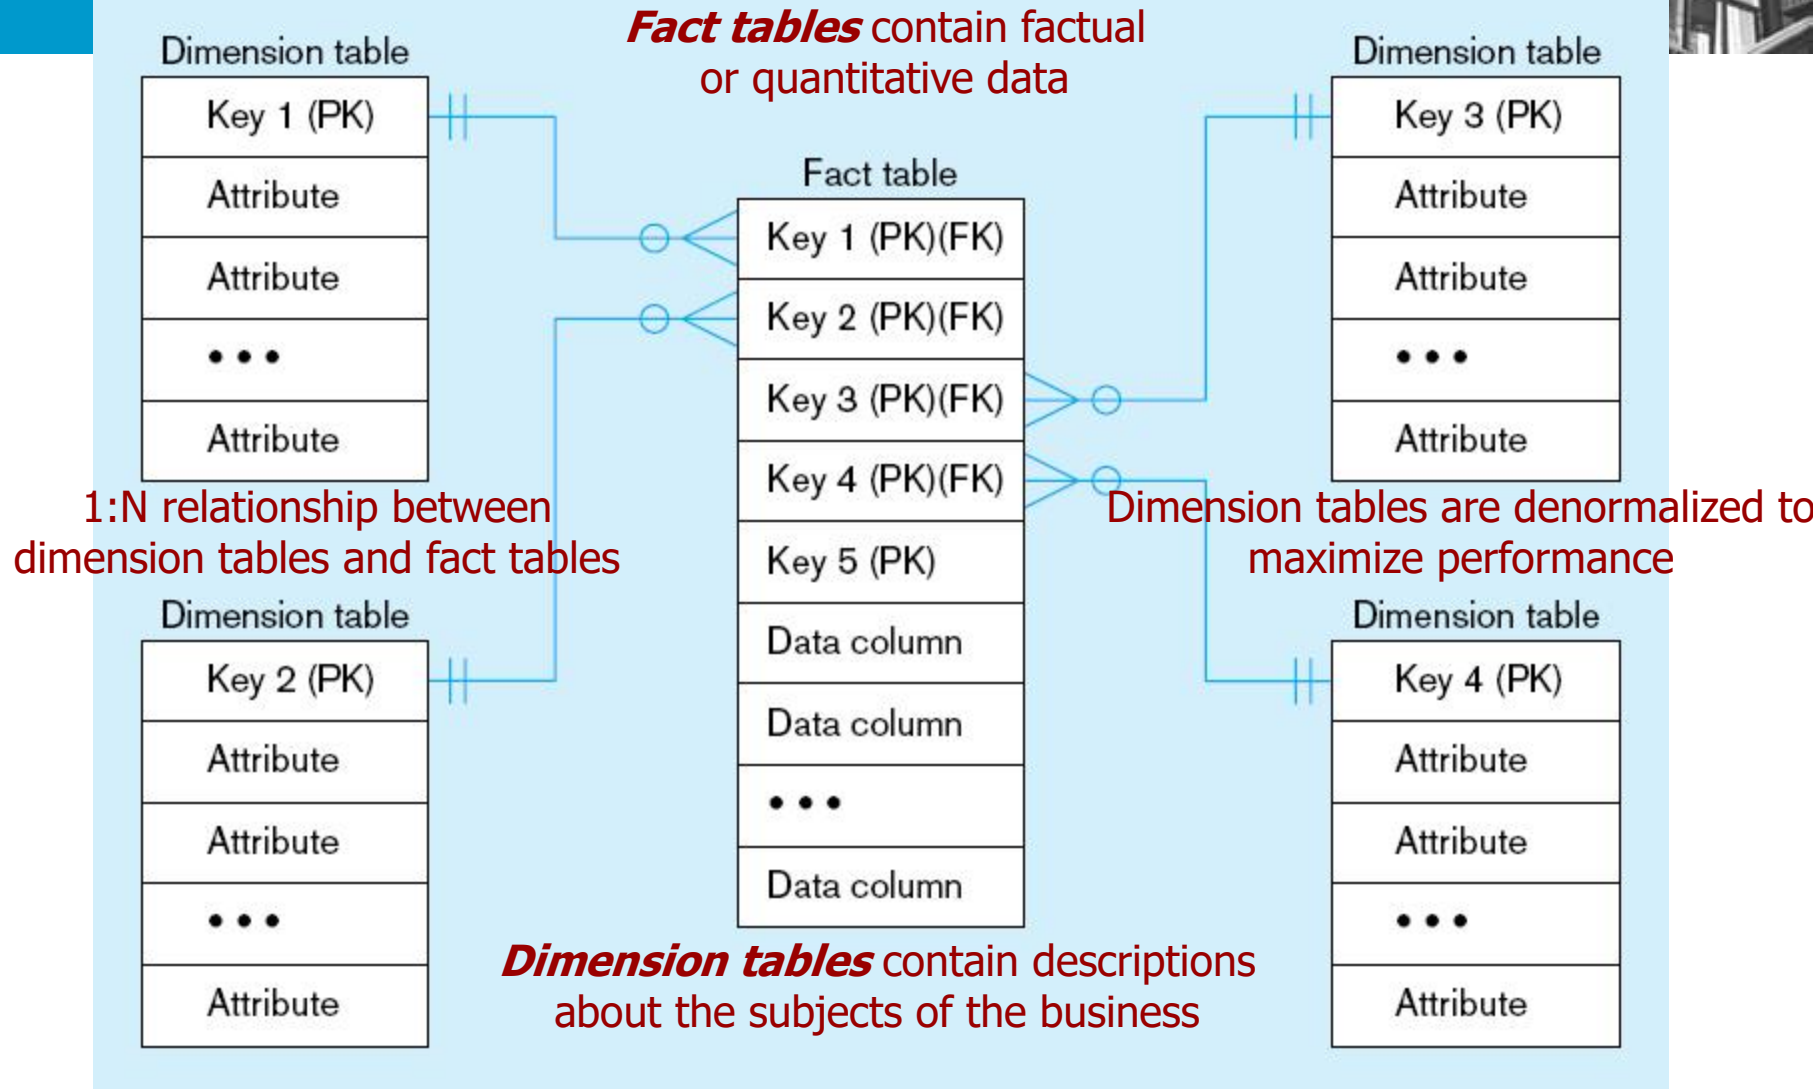 Fact tables contain factual
or quantitative data
Dimension table
Key 1 (PK)
Attribute
Attribute
•••
Attribute
Dimension table
Key 3 (PK)
Attribute
Attribute
•••
Attribute
Fact table
Key 1 (PK)(FK)
Key 2 (PK)(FK)
Key 3 (PK)(FK)
Key 4 (PK)(FK)
Key 5 (PK)
Data column
Data column
•••
Data column
1:N relationship between
dimension tables and fact tables
Dimension tables are denormalized to
maximize performance
Dimension table
Key 2 (PK)
Attribute
Attribute
•••
Attribute
Dimension table
Key 4 (PK)
Attribute
Attribute
•••
Attribute
Dimension tables contain descriptions
about the subjects of the business